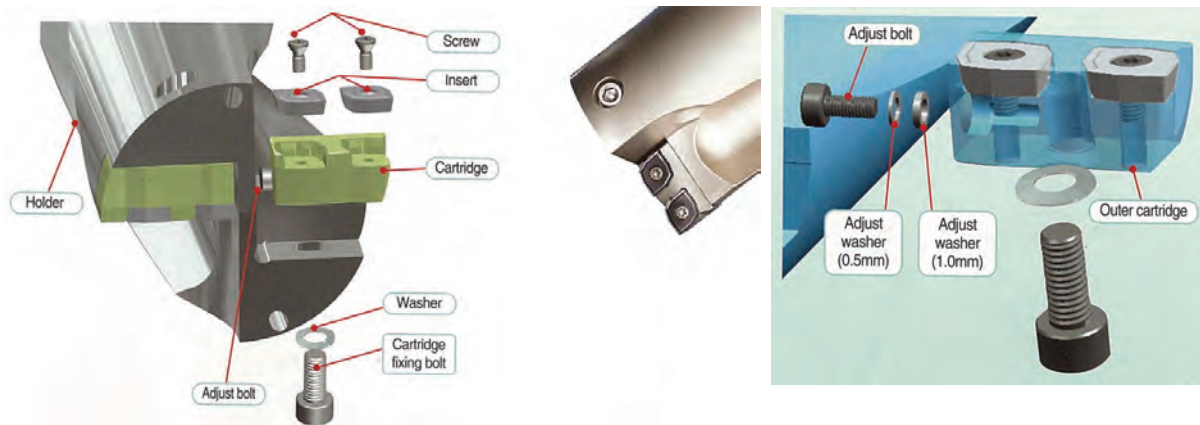 Screw
Insert
Cartridge
Holder
Washer
Cartridge
fixing bolt
Adjust bolt
Adjust bolt
Adjust
washer
(0.5mm)
Adjust
washer
(1.0mm)
Outer cartridge